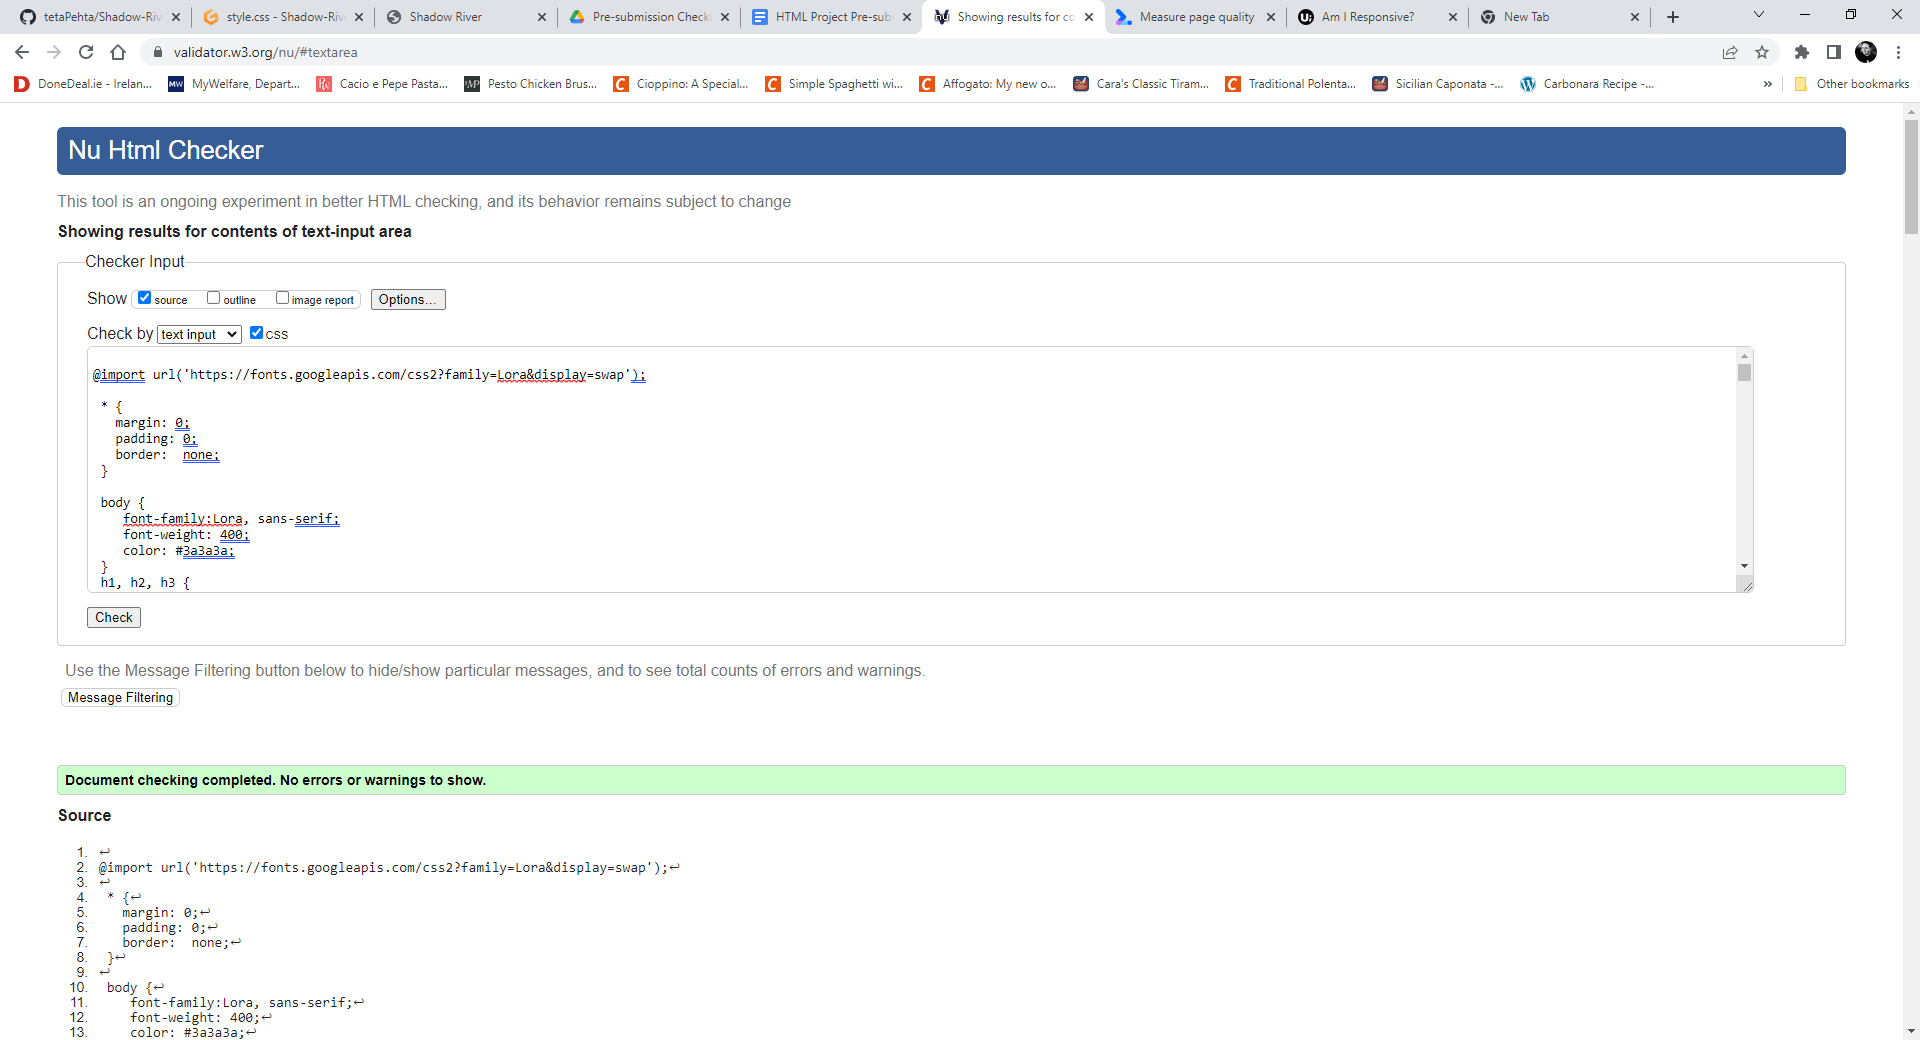 tetaPehta/Shadow-Riv
style.css - Shadow-Rive
Shadow River
Pre-submission Checkl
HTML Project Pre-sub
Showing results for co
Measure page quality
Am I Responsive?
New Tab
validator.w3.org/nu/#textarea
DoneDeal.ie - Irelan...
MyWelfare, Depart...
Cacio e Pepe Pasta...
Pesto Chicken Brus...
Cioppino: A Special...
Simple Spaghetti wi...
Affogato: My new o...
Cara's Classic Tiram...
Traditional Polenta...
Sicilian Caponata -...
Carbonara Recipe -...
»
Other bookmarks
Nu Html Checker
This tool is an ongoing experiment in better HTML checking, and its behavior remains subject to change
Showing results for contents of text-input area
Checker Input
Show source outline image report Options...
Check by text input css
@import url('https://fonts.googleapis.com/css2?family=Lora&display=swap');
* {
margin: 0;
padding: 0;
border:  none;
}
body {
font-family:Lora, sans-serif;
font-weight: 400;
color: #3a3a3a;
}
h1, h2, h3 {
Check
Use the Message Filtering button below to hide/show particular messages, and to see total counts of errors and warnings.
Message Filtering
Document checking completed. No errors or warnings to show.
Source
1. ↩
2. @import url('https://fonts.googleapis.com/css2?family=Lora&display=swap');↩
3. ↩
4. * {↩
5. margin: 0;↩
6. padding: 0;↩
7. border:  none;↩
8. }↩
9. ↩
10. body {↩
11. font-family:Lora, sans-serif;↩
12. font-weight: 400;↩
13. color: #3a3a3a;↩